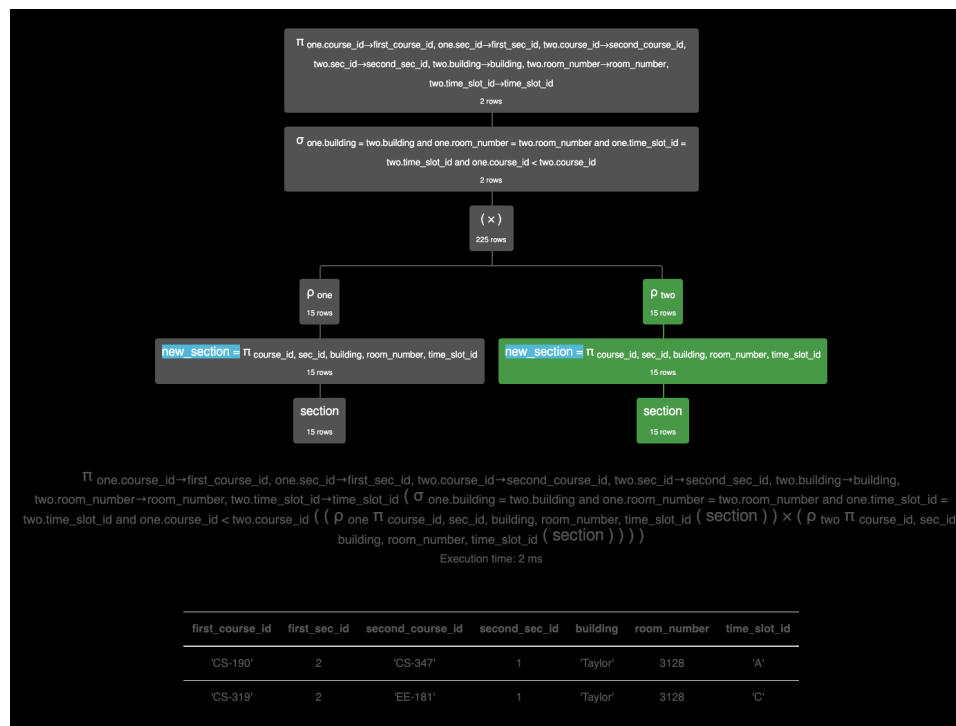 π one.course_id→first_course_id, one.sec_id→first_sec_id, two.course_id→second_course_id,
two.sec_id→second_sec_id, two.building→building, two.room_number→room_number,
two.time_slot_id→time_slot_id
2 rows
σ one.building = two.building and one.room_number = two.room_number and one.time_slot_id =
two.time_slot_id and one.course_id < two.course_id
2 rows
( × )
225 rows
ρ one
15 rows
ρ two
15 rows
new_section = π course_id, sec_id, building, room_number, time_slot_id
15 rows
new_section = π course_id, sec_id, building, room_number, time_slot_id
15 rows
section
15 rows
section
15 rows
π one.course_id→first_course_id, one.sec_id→first_sec_id, two.course_id→second_course_id, two.sec_id→second_sec_id, two.building→building,
two.room_number→room_number, two.time_slot_id→time_slot_id ( σ one.building = two.building and one.room_number = two.room_number and one.time_slot_id =
two.time_slot_id and one.course_id < two.course_id ( ( ρ one π course_id, sec_id, building, room_number, time_slot_id ( section ) ) × ( ρ two π course_id, sec_id
building, room_number, time_slot_id ( section ) ) ) )
Execution time: 2 ms
first_course_id first_sec_id second_course_id second_sec_id building room_number time_slot_id
'CS-190' 2 'CS-347' 1 'Taylor' 3128 'A'
'CS-319' 2 'EE-181' 1 'Taylor' 3128 'C'